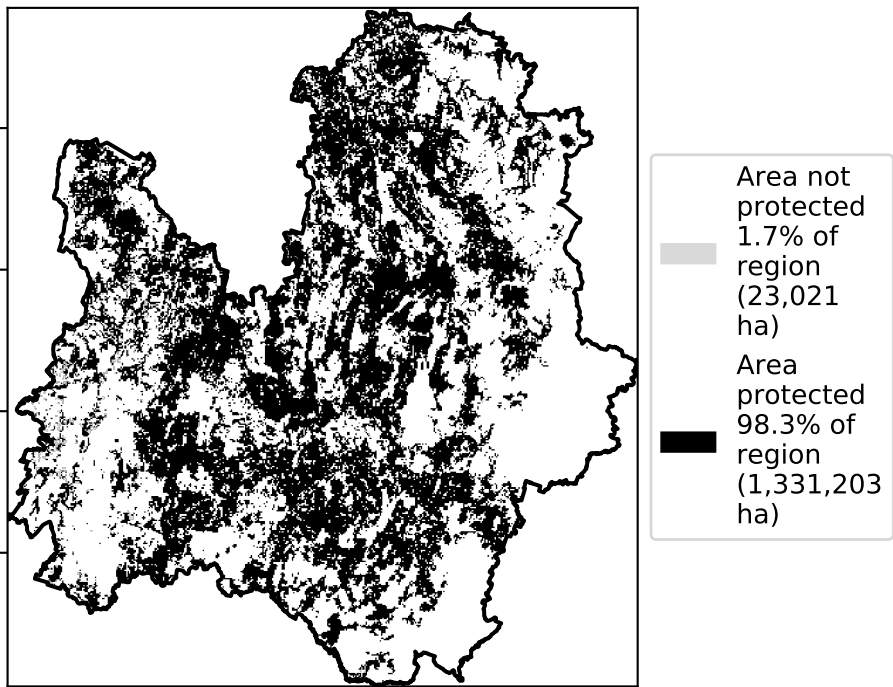 Area not
protected
1.7% of
region
(23,021
ha)
Area
protected
98.3% of
region
(1,331,203
ha)